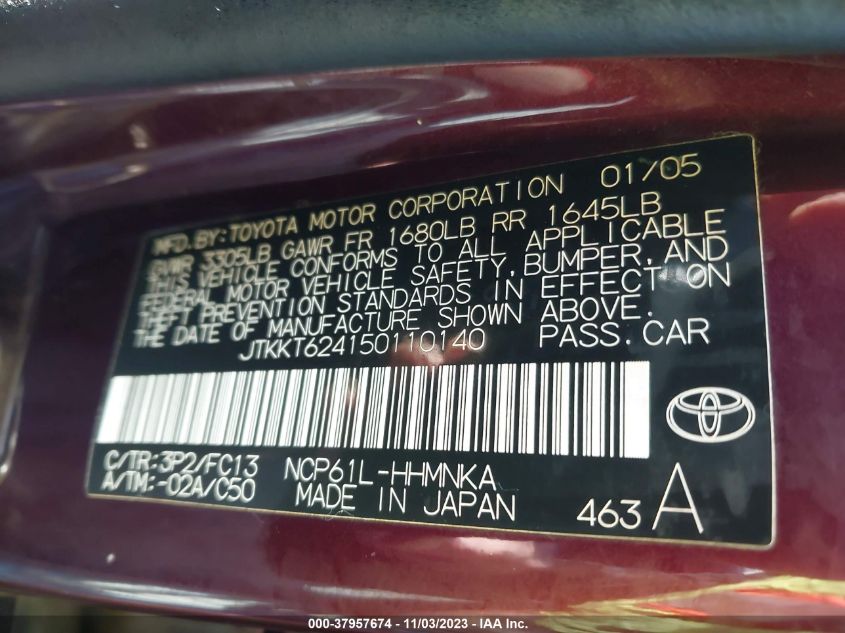 MFD. BY: TOYOTA MOTOR CORPORATION 01/05
GVWR 3305LB GAWR FR 1680LB RR 1645LB
THIS VEHICLE CONFORMS TO ALL APPLICABLE
FEDERAL MOTOR VEHICLE SAFETY, BUMPER, AND
THEFT PREVENTION STANDARDS IN EFFECT ON
THE DATE OF MANUFACTURE SHOWN ABOVE.
JTKKT624150110140 PASS. CAR
C/TR: 3P2/FC13 NCP61L-HHMNKA
A/TM: -02A/C50 MADE IN JAPAN 463 A
000-37957674 - 11/03/2023 - IAA Inc.